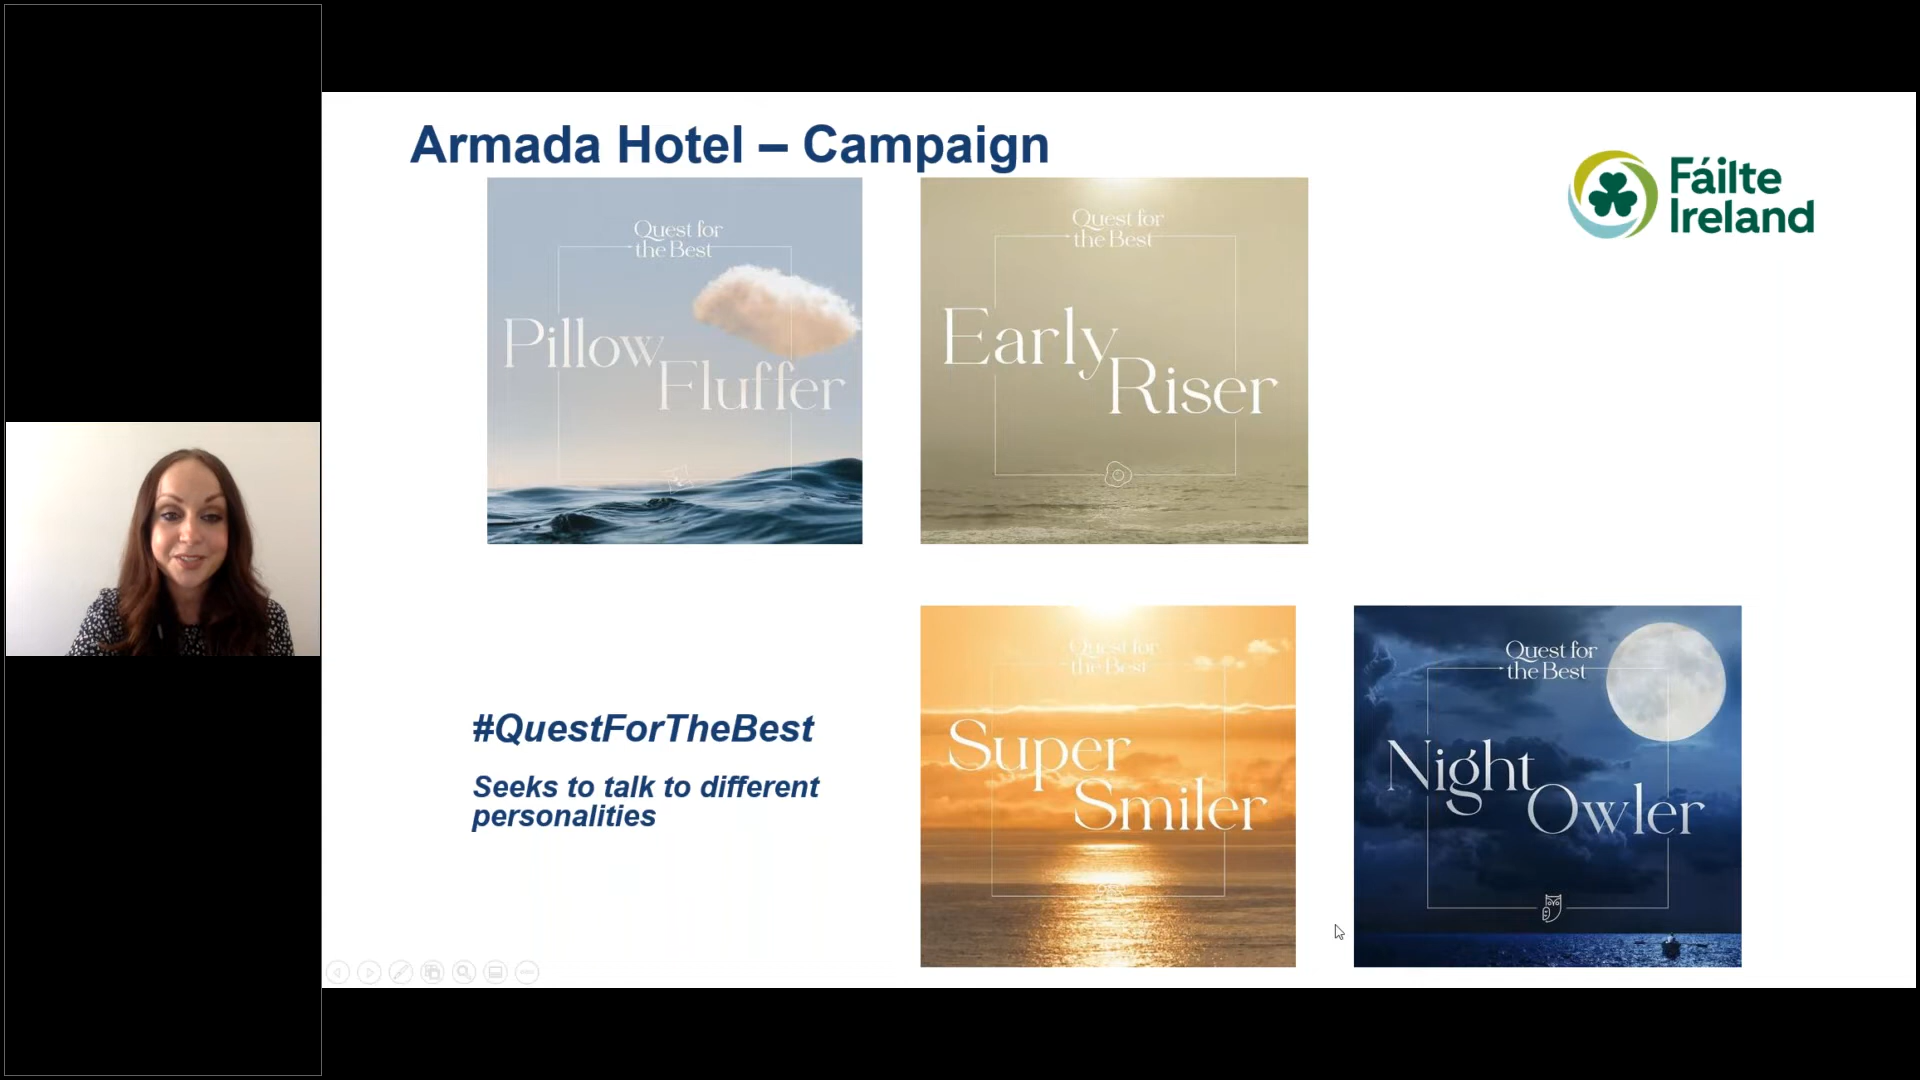 Armada Hotel – Campaign
Fáilte
Ireland
Quest for
the Best
Pillow
Fluffer
Quest for
the Best
Early
Riser
#QuestForTheBest
Seeks to talk to different
personalities
Quest for
the Best
Super
Smiler
Quest for
the Best
Night
Owler